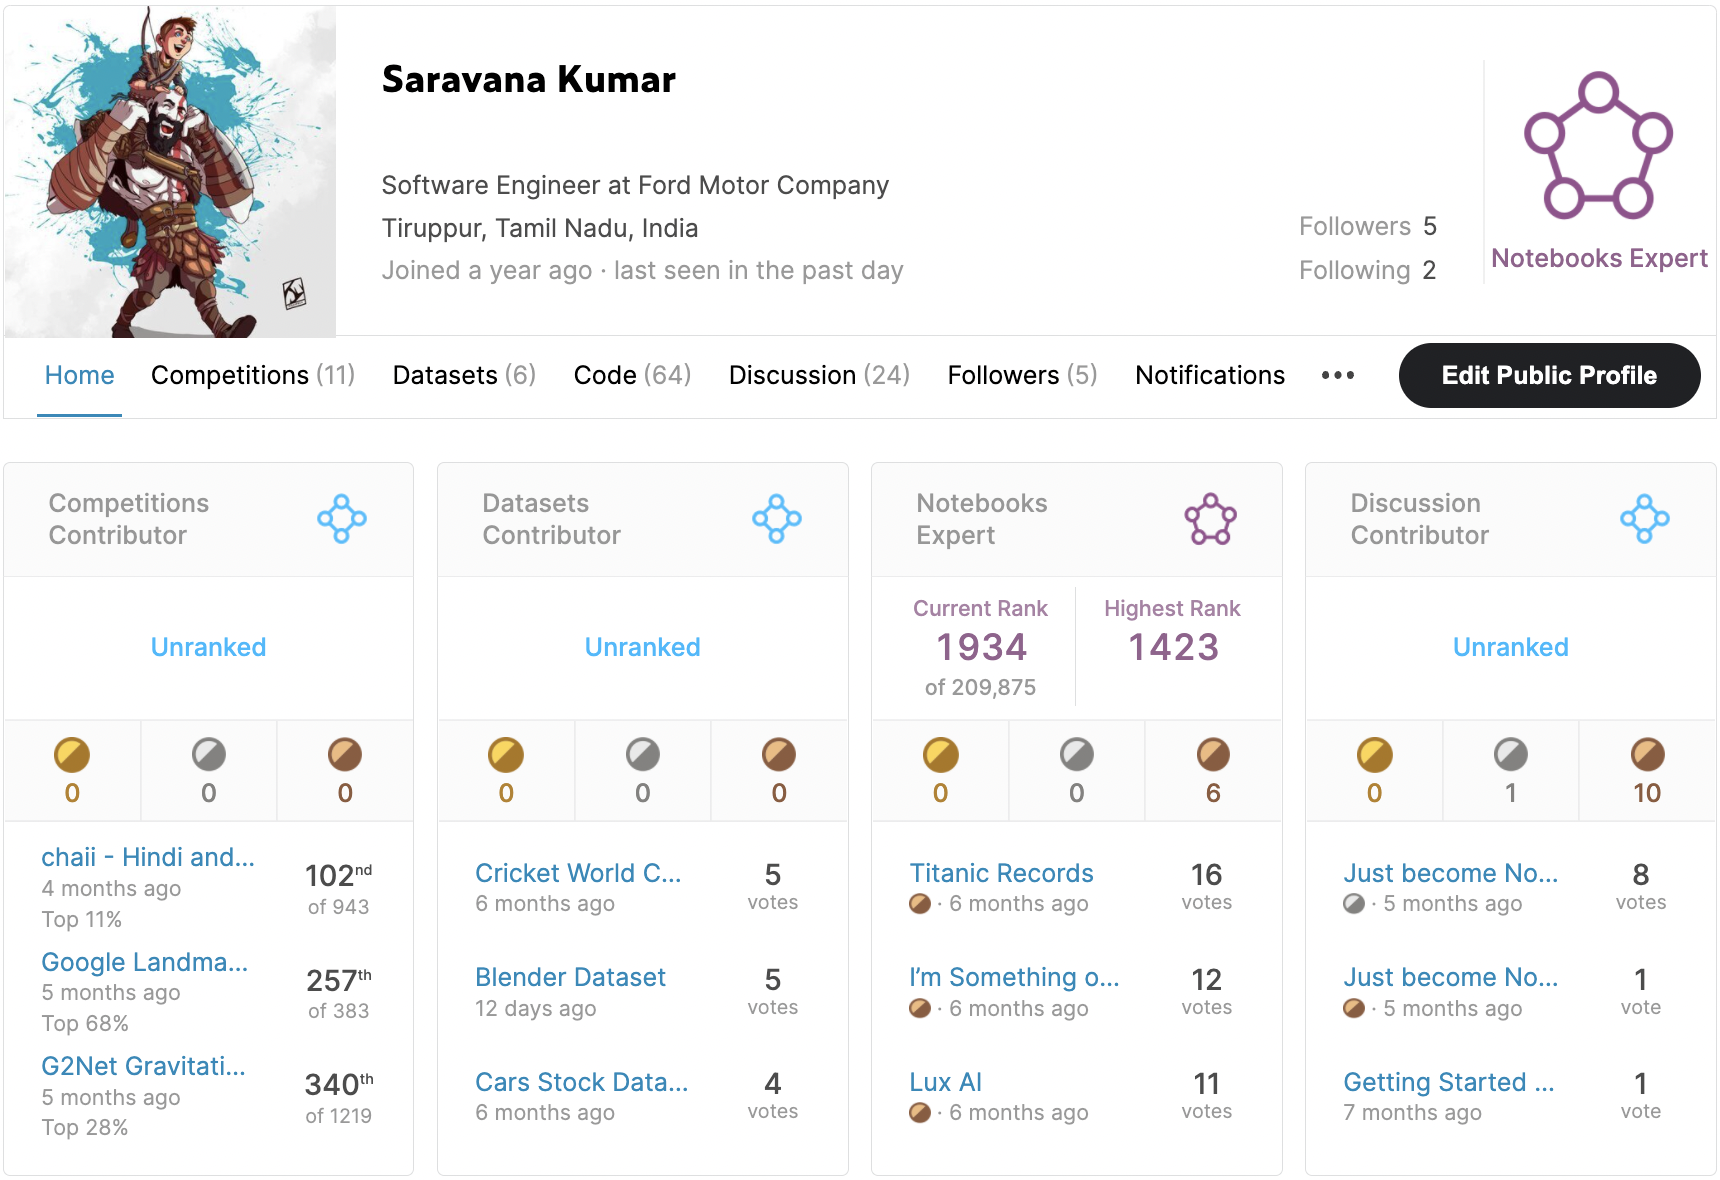 Saravana Kumar
Software Engineer at Ford Motor Company
Tiruppur, Tamil Nadu, India
Joined a year ago · last seen in the past day
Followers 5
Following 2
Notebooks Expert
Home Competitions (11) Datasets (6) Code (64) Discussion (24) Followers (5) Notifications ••• Edit Public Profile
Competitions
Contributor
Unranked
0 0 0
chaii - Hindi and...
4 months ago
Top 11%
102nd
of 943
Google Landma...
5 months ago
Top 68%
257th
of 383
G2Net Gravitati...
5 months ago
Top 28%
340th
of 1219
Datasets
Contributor
Unranked
0 0 0
Cricket World C...
6 months ago
5
votes
Blender Dataset
12 days ago
5
votes
Cars Stock Data...
6 months ago
4
votes
Notebooks
Expert
Current Rank
1934
of 209,875
Highest Rank
1423
0 0 6
Titanic Records
· 6 months ago
16
votes
I'm Something o...
· 6 months ago
12
votes
Lux AI
· 6 months ago
11
votes
Discussion
Contributor
Unranked
0 1 10
Just become No...
· 5 months ago
8
votes
Just become No...
· 5 months ago
1
vote
Getting Started ...
7 months ago
1
vote